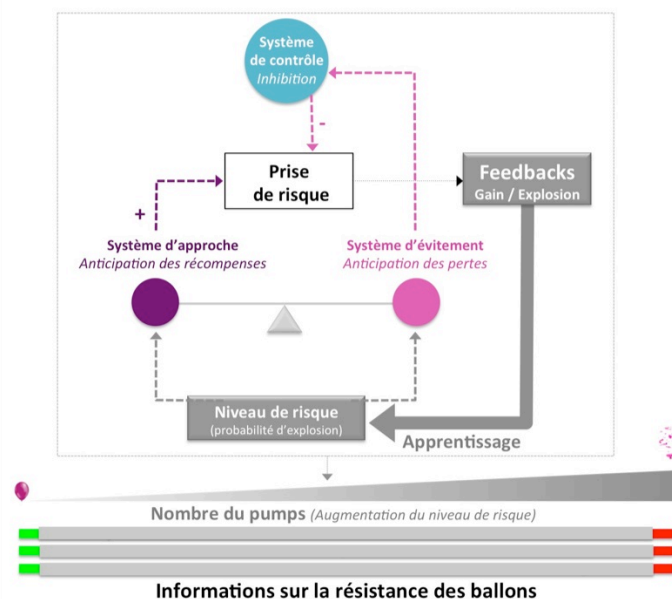 Système
de contrôle
Inhibition
-
Prise
de risque
Feedbacks
Gain / Explosion
+
Système d'approche
Anticipation des récompenses
Système d'évitement
Anticipation des pertes
Niveau de risque
(probabilité d'explosion)
Apprentissage
Nombre du pumps (Augmentation du niveau de risque)
Informations sur la résistance des ballons